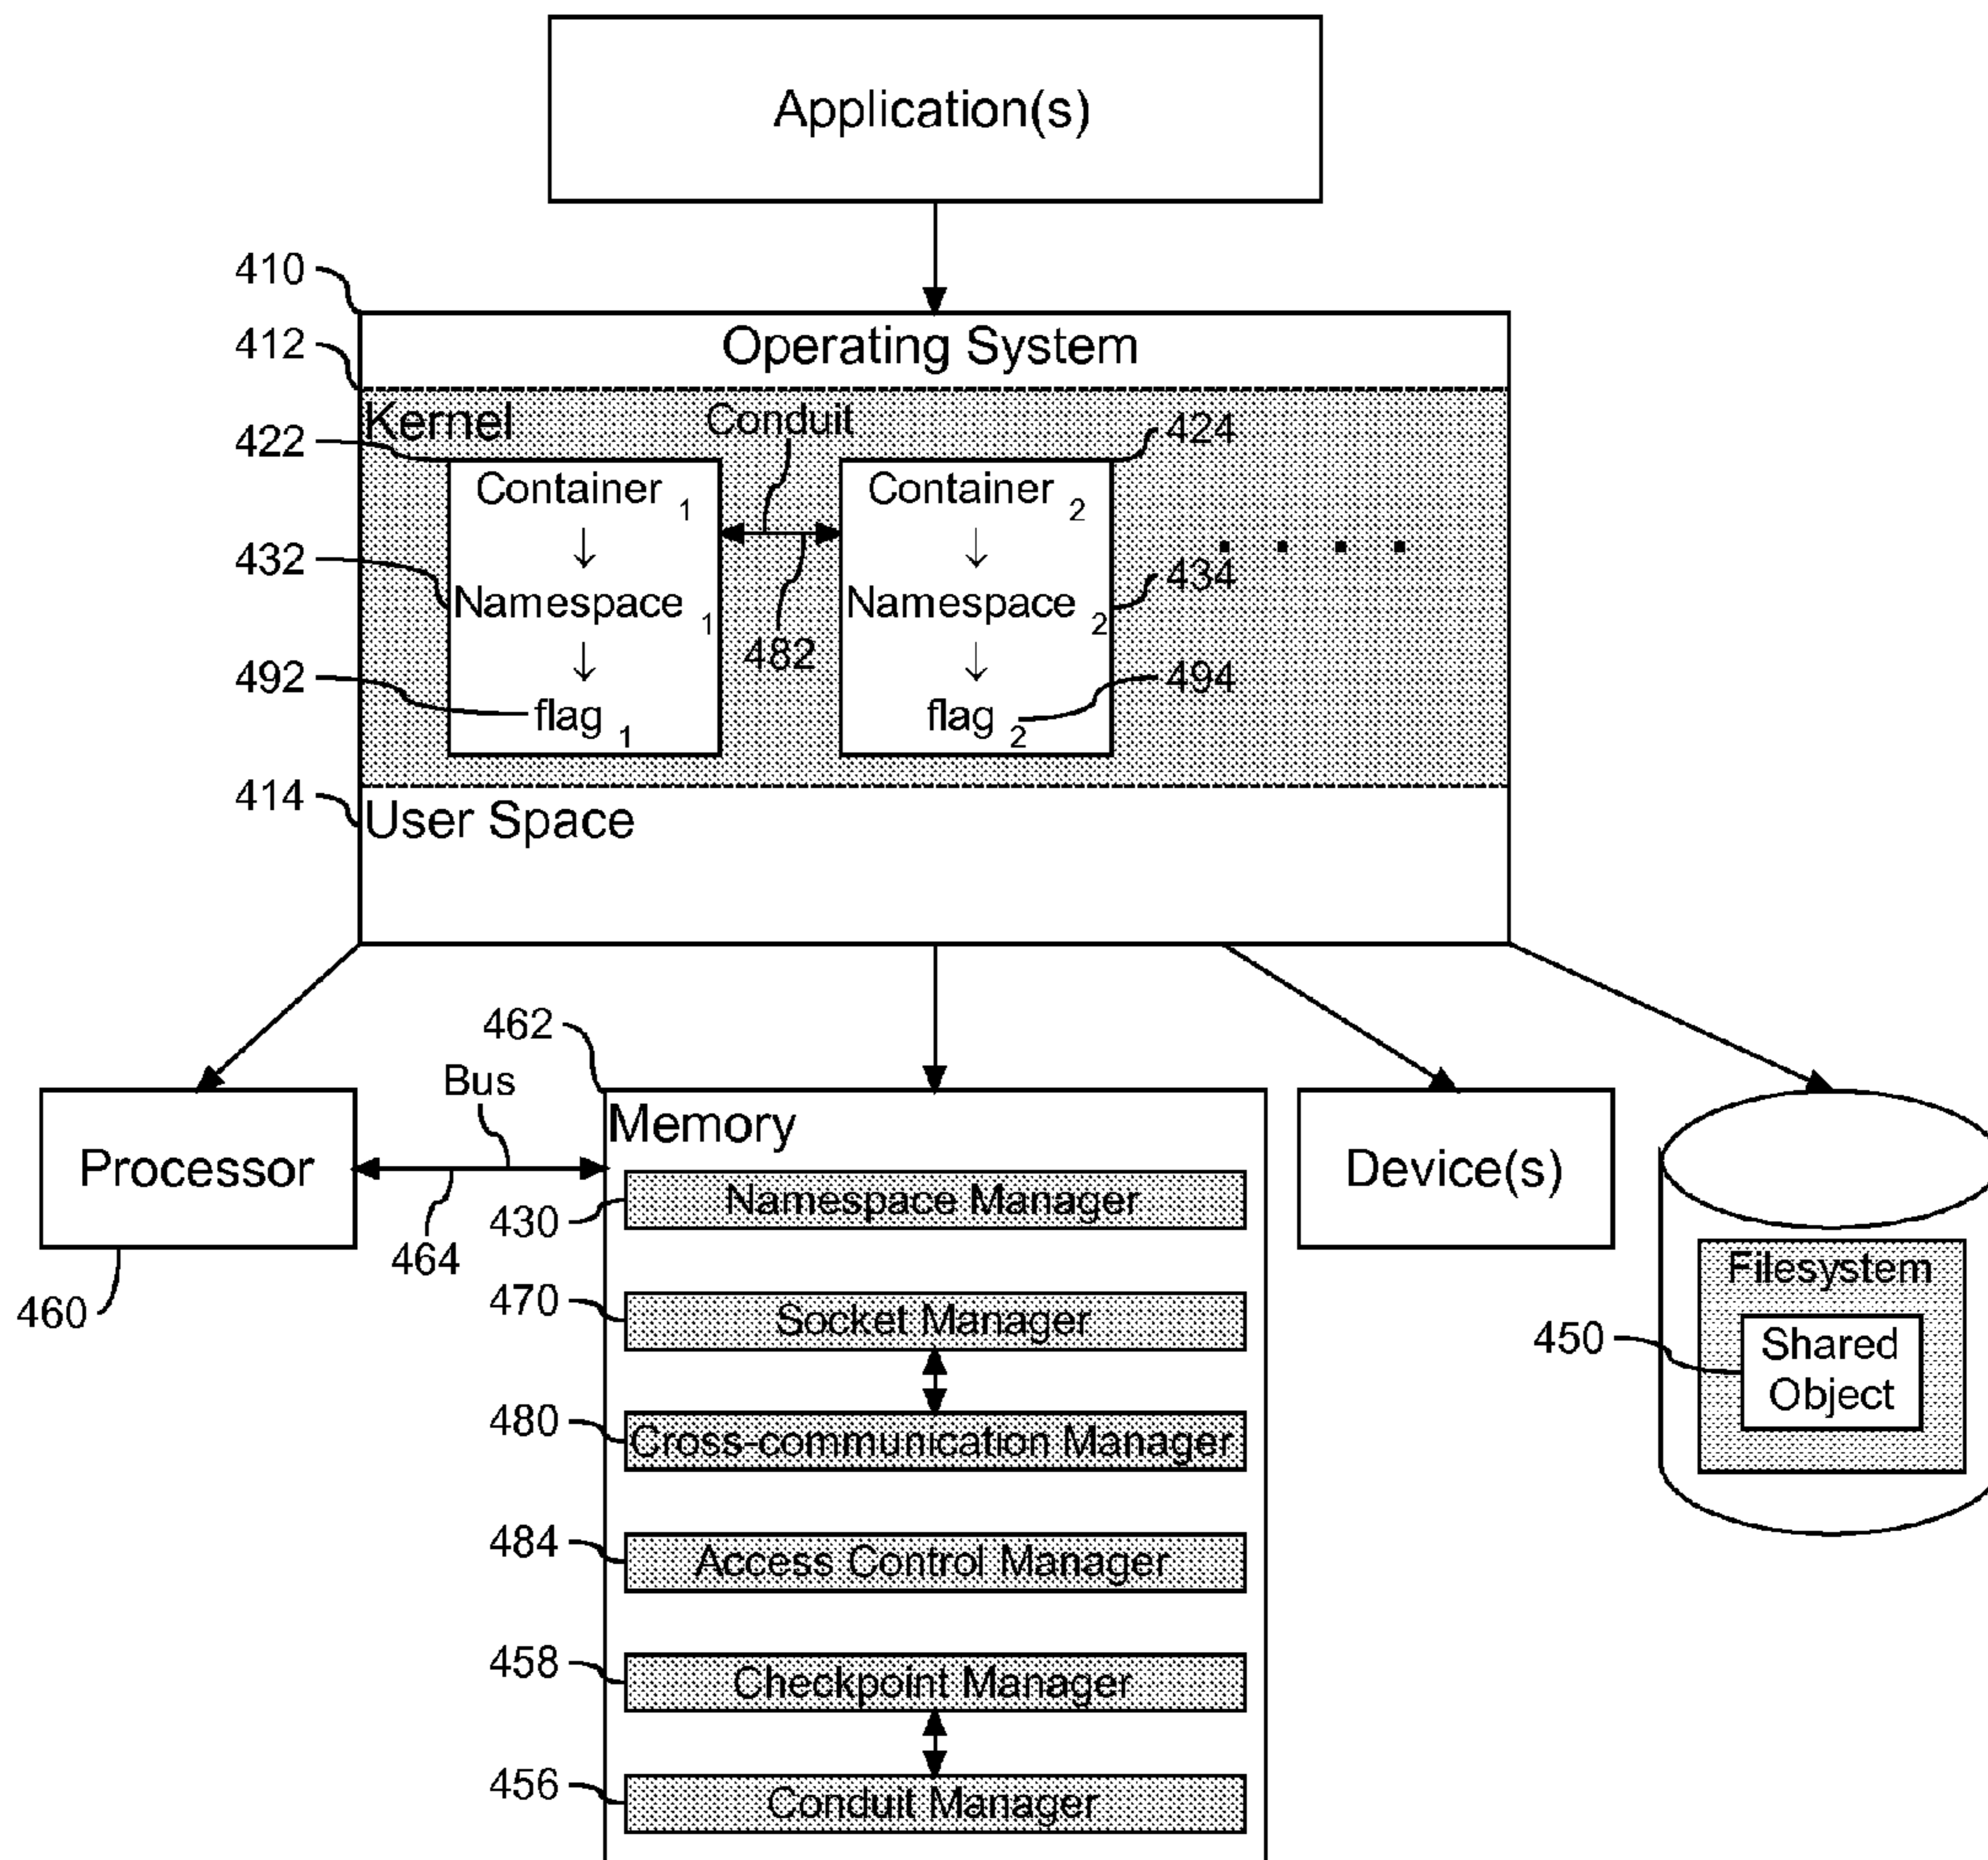 Application(s)
410
Operating System
412
Kernel
Conduit
422
424
Container 1
Container 2
. . . .
432
434
Namespace 1
Namespace 2
482
492
494
flag 1
flag 2
414
User Space
462
Bus
Memory
Processor
Device(s)
Namespace Manager
430
464
460
Filesystem
470
Socket Manager
450
Shared
Object
480
Cross-communication Manager
484
Access Control Manager
458
Checkpoint Manager
456
Conduit Manager